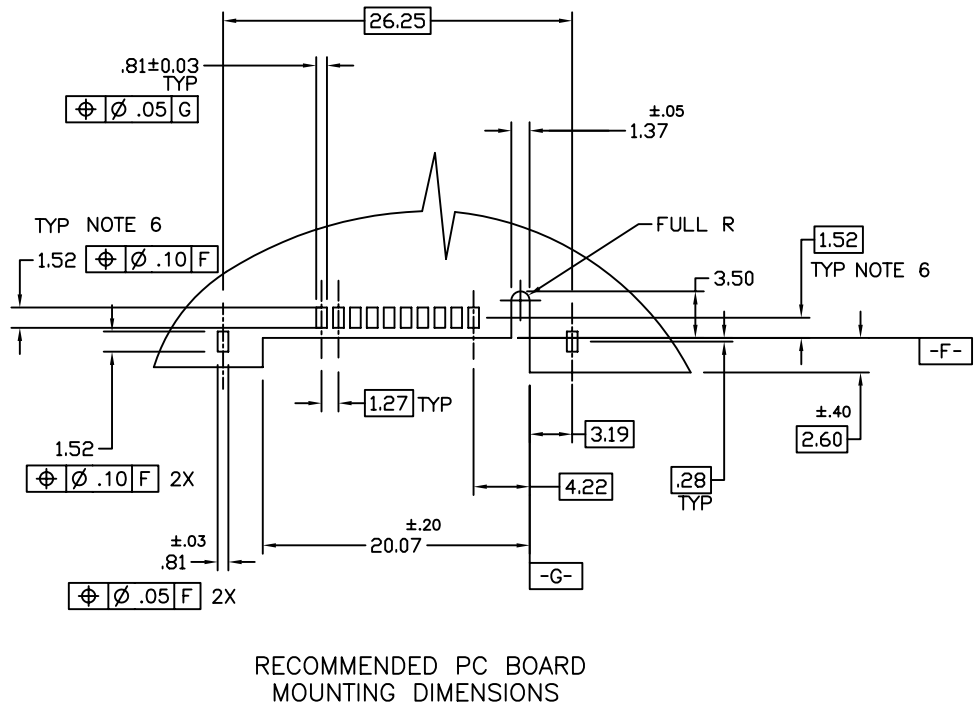 26.25
.81±0.03
TYP
⌖ Ø .05 G
±.05
1.37
TYP NOTE 6
1.52 ⌖ Ø .10 F
FULL R
1.52
TYP NOTE 6
3.50
-F-
1.27 TYP
±.40
2.60
3.19
1.52
⌖ Ø .10 F 2X
.28
TYP
4.22
±.20
20.07
±.03
.81
-G-
⌖ Ø .05 F 2X
RECOMMENDED PC BOARD
MOUNTING DIMENSIONS